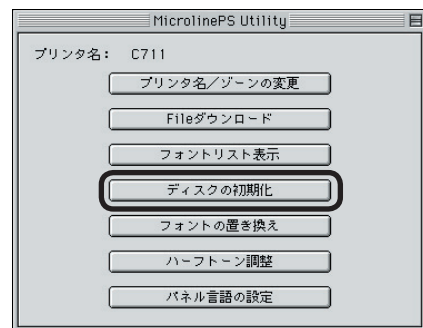 MicrolinePS Utility
プリンタ名: C711
プリンタ名/ゾーンの変更
Fileダウンロード
フォントリスト表示
ディスクの初期化
フォントの置き換え
ハーフトーン調整
パネル言語の設定